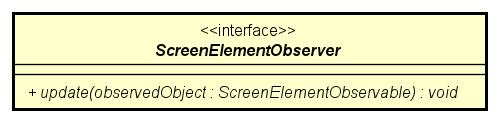 <<interface>>
ScreenElementObserver
+ update(observedObject : ScreenElementObservable) : void